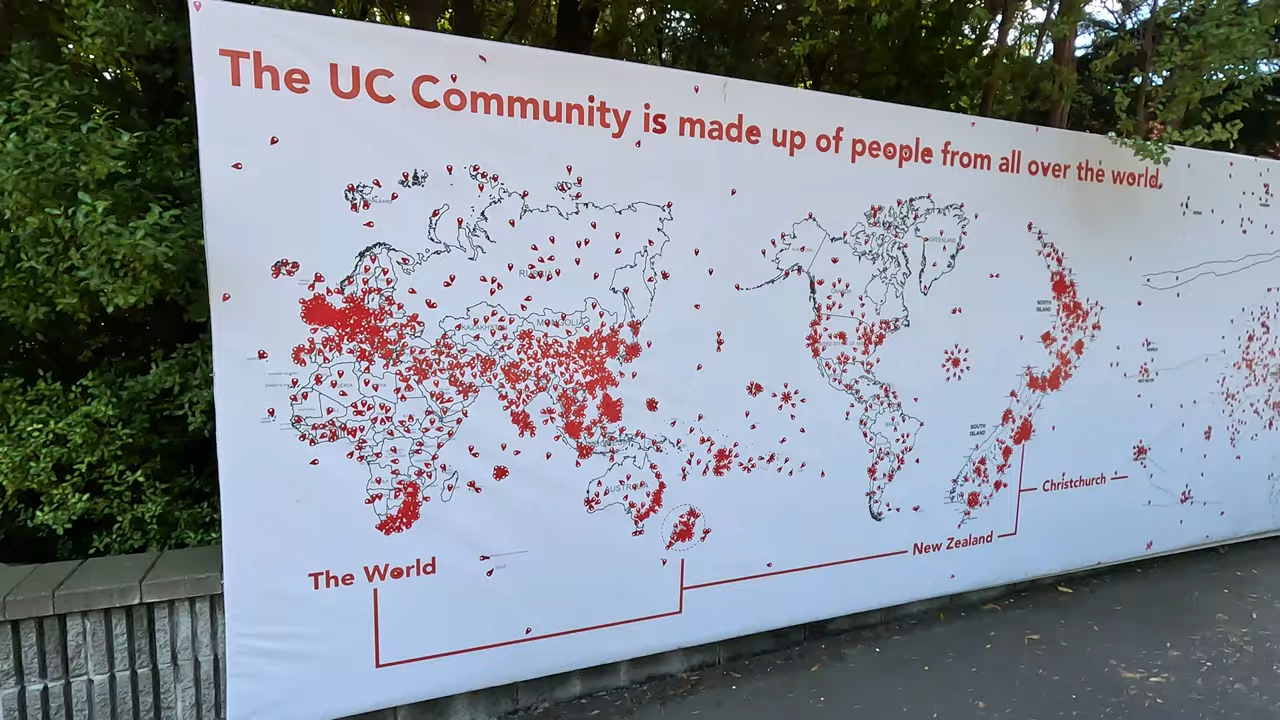 The UC Community is made up of people from all over the world.
RUSSIA
GREENLAND
KAZAKHSTAN
MONGOLIA
NORTH
ISLAND
SOUTH
ISLAND
AUSTRALIA
Christchurch
New Zealand
The World